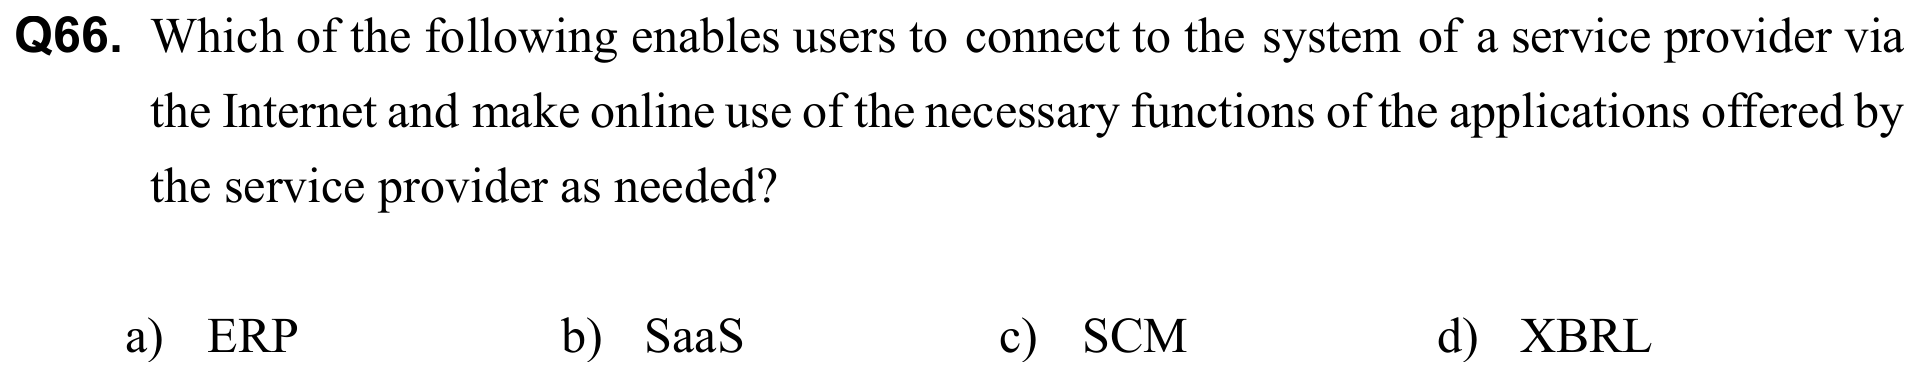 Q66. Which of the following enables users to connect to the system of a service provider via
the Internet and make online use of the necessary functions of the applications offered by
the service provider as needed?
a) ERP b) SaaS c) SCM d) XBRL